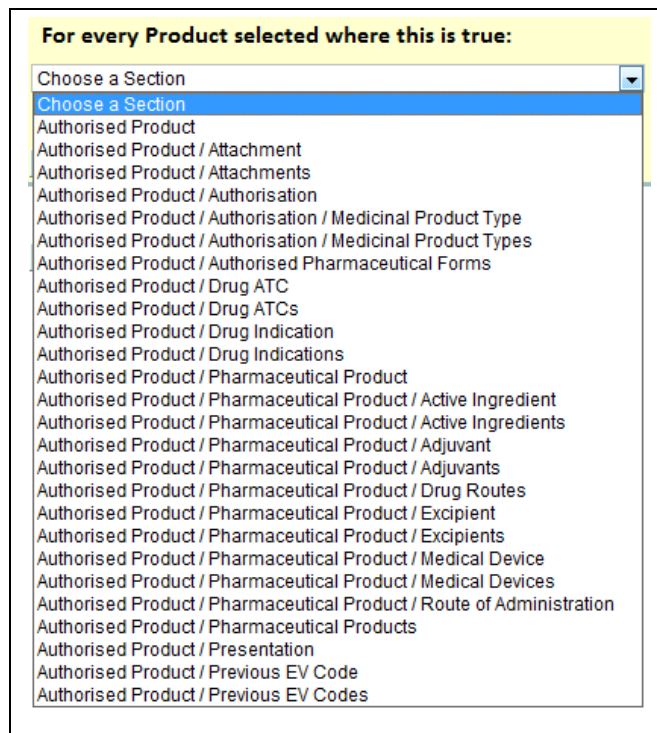 For every Product selected where this is true:
Choose a Section
Choose a Section
Authorised Product
Authorised Product / Attachment
Authorised Product / Attachments
Authorised Product / Authorisation
Authorised Product / Authorisation / Medicinal Product Type
Authorised Product / Authorisation / Medicinal Product Types
Authorised Product / Authorised Pharmaceutical Forms
Authorised Product / Drug ATC
Authorised Product / Drug ATCs
Authorised Product / Drug Indication
Authorised Product / Drug Indications
Authorised Product / Pharmaceutical Product
Authorised Product / Pharmaceutical Product / Active Ingredient
Authorised Product / Pharmaceutical Product / Active Ingredients
Authorised Product / Pharmaceutical Product / Adjuvant
Authorised Product / Pharmaceutical Product / Adjuvants
Authorised Product / Pharmaceutical Product / Drug Routes
Authorised Product / Pharmaceutical Product / Excipient
Authorised Product / Pharmaceutical Product / Excipients
Authorised Product / Pharmaceutical Product / Medical Device
Authorised Product / Pharmaceutical Product / Medical Devices
Authorised Product / Pharmaceutical Product / Route of Administration
Authorised Product / Pharmaceutical Products
Authorised Product / Presentation
Authorised Product / Previous EV Code
Authorised Product / Previous EV Codes